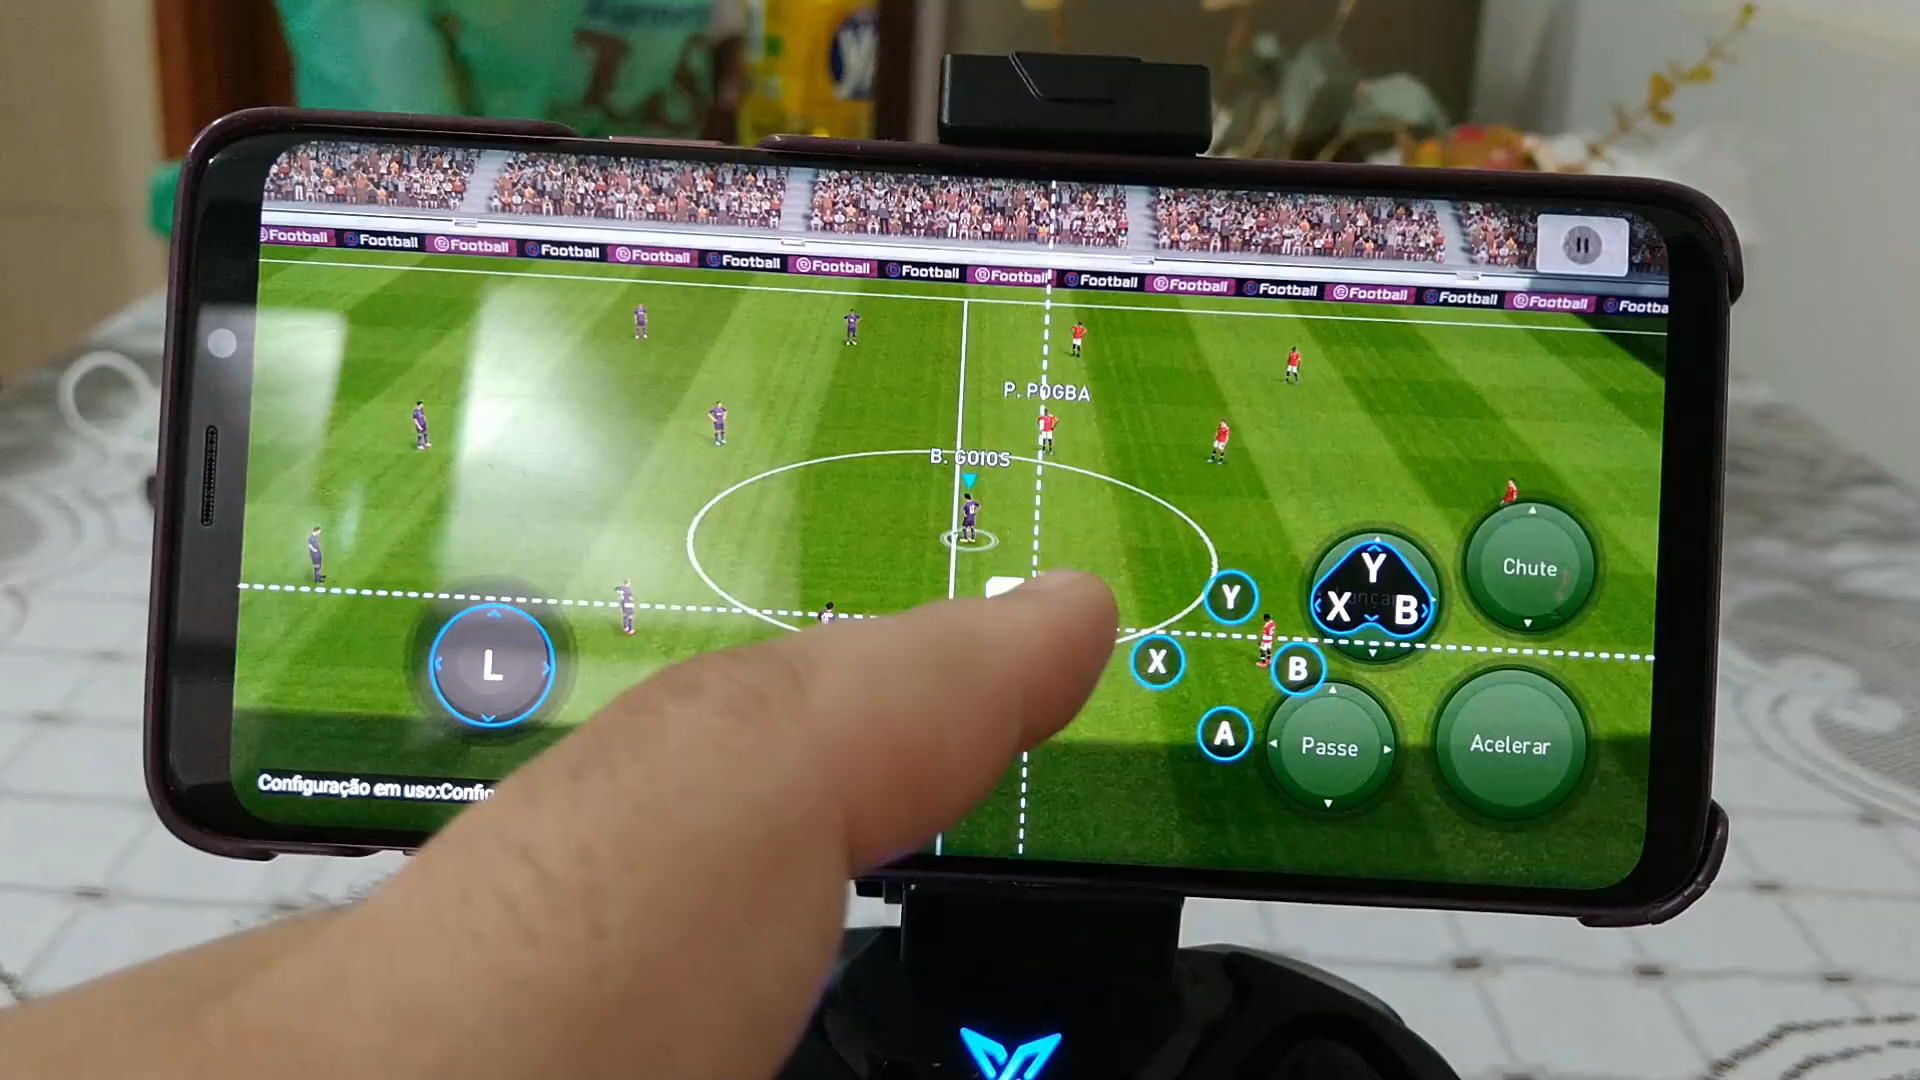 Football Football Football Football Football Football Football Football Football Football Football Football Football Football Football Footba
P. POGBA
B. GOIOS
Y
Y
X B
Chute
L
X
B
A
Passe
Acelerar
Configuração em uso:Config